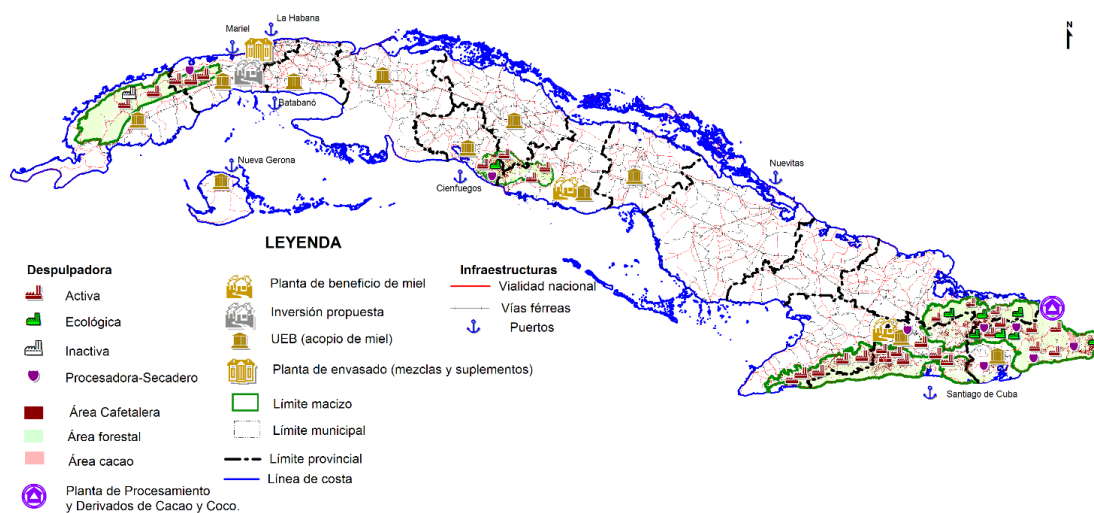 La Habana
Mariel
N
Batabanó
Nueva Gerona
Cienfuegos
Nuevitas
Santiago de Cuba
LEYENDA
Despulpadora
Activa
Ecológica
Inactiva
Procesadora-Secadero
Área Cafetalera
Área forestal
Área cacao
Planta de Procesamiento
y Derivados de Cacao y Coco.
Planta de beneficio de miel
Inversión propuesta
UEB (acopio de miel)
Planta de envasado (mezclas y suplementos)
Límite macizo
Límite municipal
Límite provincial
Línea de costa
Infraestructuras
Vialidad nacional
Vías férreas
Puertos